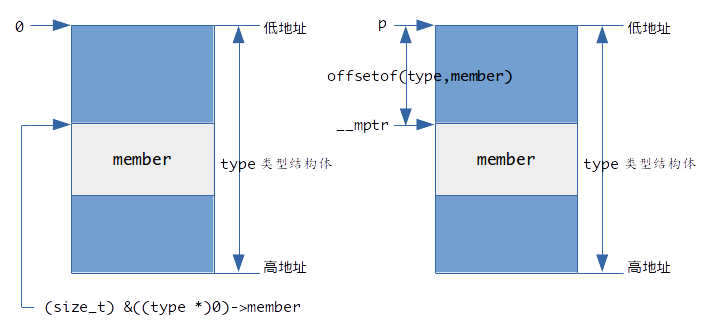 0
低地址
member
type 类型结构体
高地址
(size_t) &((type *)0)->member
p
低地址
offsetof(type,member)
__mptr
member
type 类型结构体
高地址